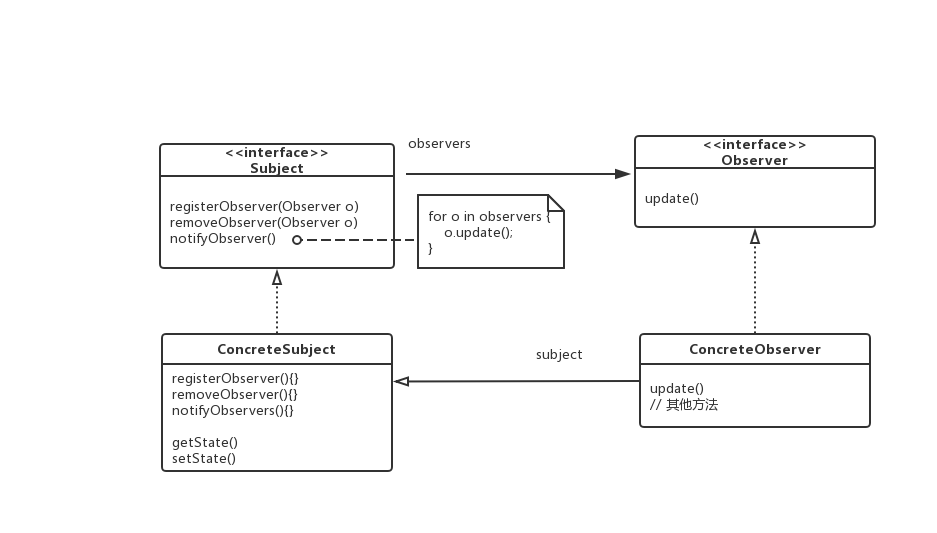 <<interface>>
Subject
registerObserver(Observer o)
removeObserver(Observer o)
notifyObserver()
observers
for o in observers {
o.update();
}
<<interface>>
Observer
update()
ConcreteSubject
registerObserver(){}
removeObserver(){}
notifyObservers(){}
getState()
setState()
subject
ConcreteObserver
update()
// 其他方法